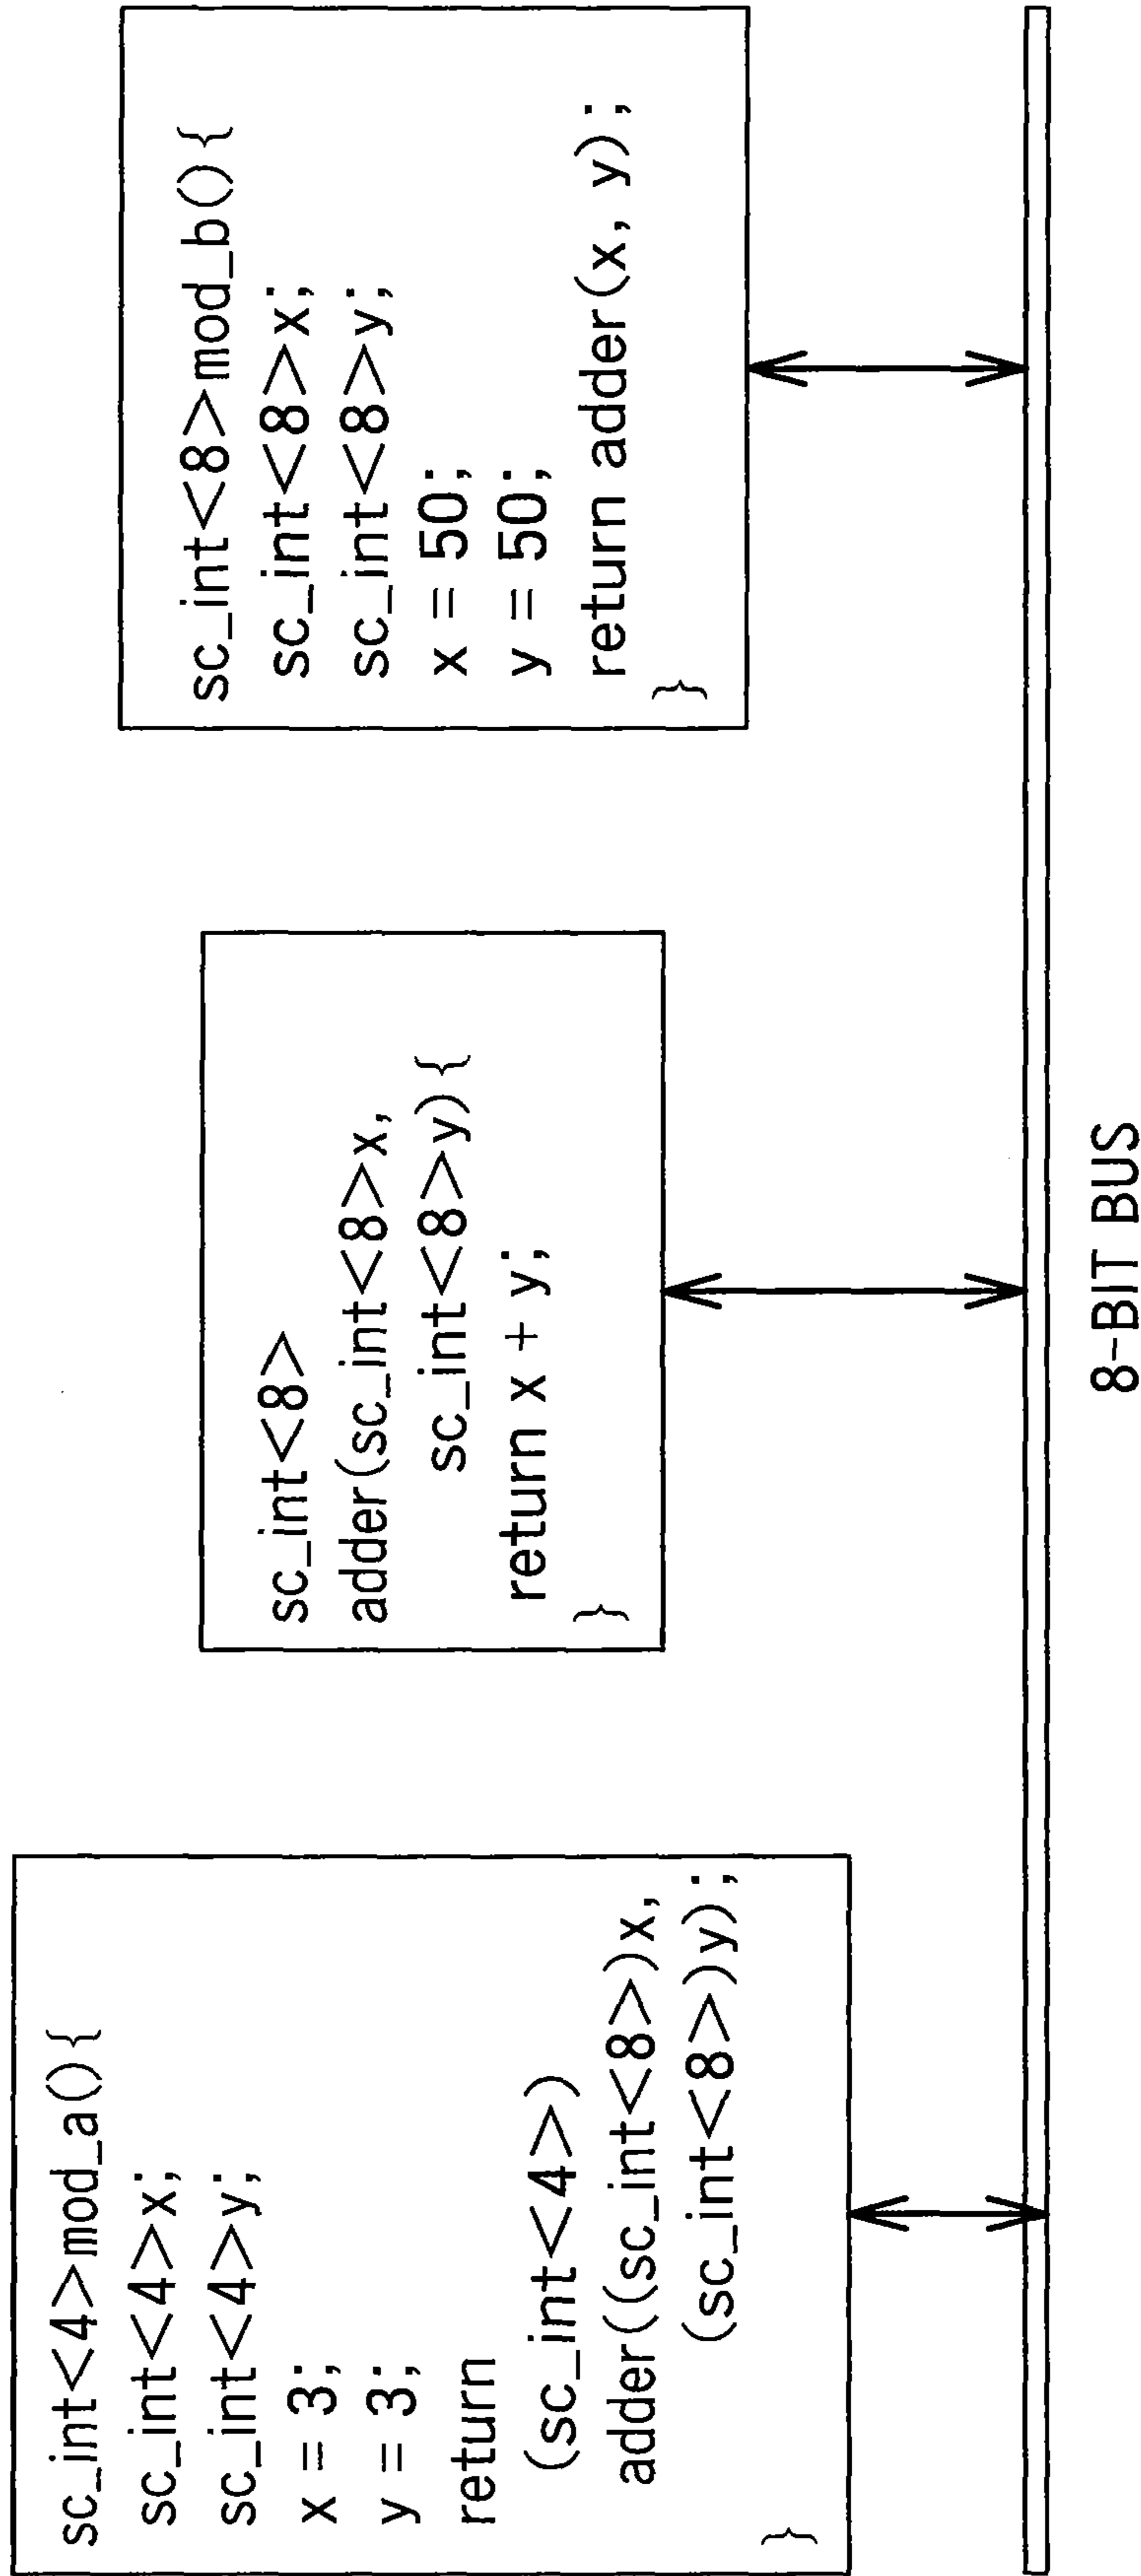 sc_int<4>mod_a(){
sc_int<4>x;
sc_int<4>y;
x = 3;
y = 3;
return
(sc_int<4>)
adder((sc_int<8>)x,
(sc_int<8>)y);
}
sc_int<8>
adder(sc_int<8>x,
sc_int<8>y){
return x + y;
}
sc_int<8>mod_b(){
sc_int<8>x;
sc_int<8>y;
x = 50;
y = 50;
return adder(x, y);
}
8-BIT BUS